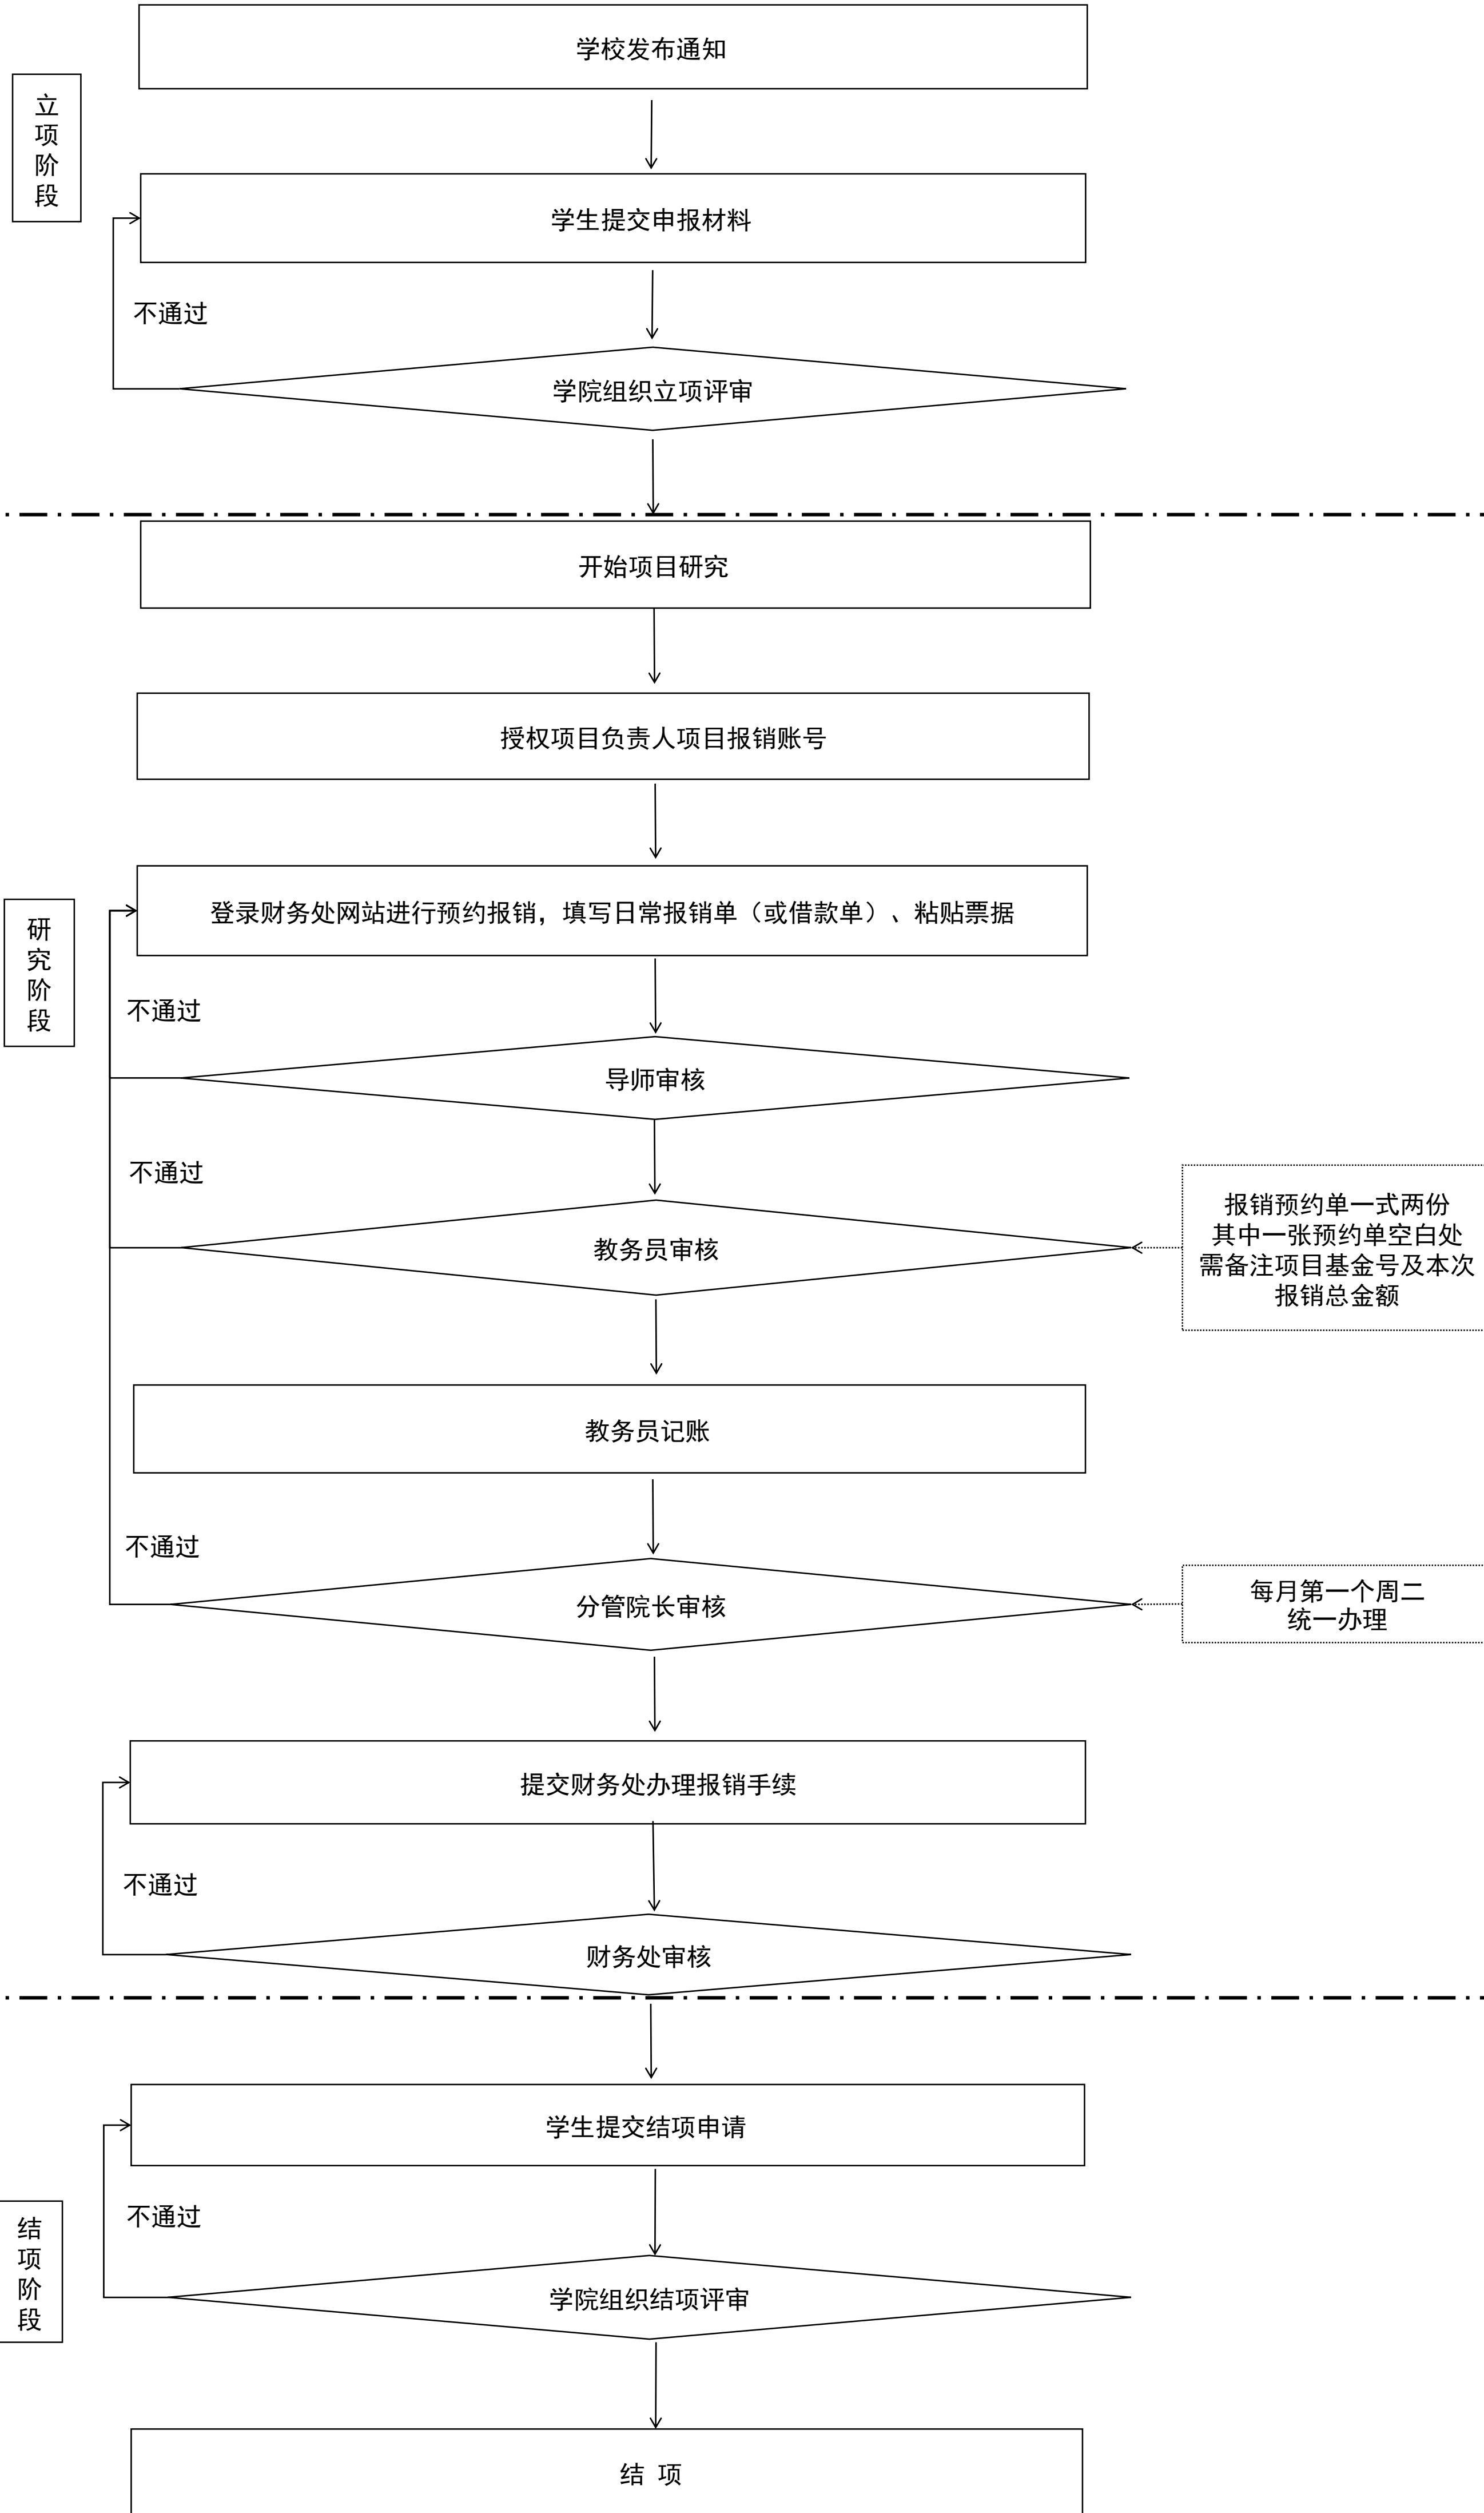 学校发布通知
立
项
阶
段
学生提交申报材料
不通过
学院组织立项评审
开始项目研究
授权项目负责人项目报销账号
登录财务处网站进行预约报销，填写日常报销单（或借款单）、粘贴票据
研
究
阶
段
不通过
导师审核
不通过
教务员审核
报销预约单一式两份
其中一张预约单空白处
需备注项目基金号及本次
报销总金额
教务员记账
不通过
分管院长审核
每月第一个周二
统一办理
提交财务处办理报销手续
不通过
财务处审核
学生提交结项申请
不通过
结
项
阶
段
学院组织结项评审
结 项